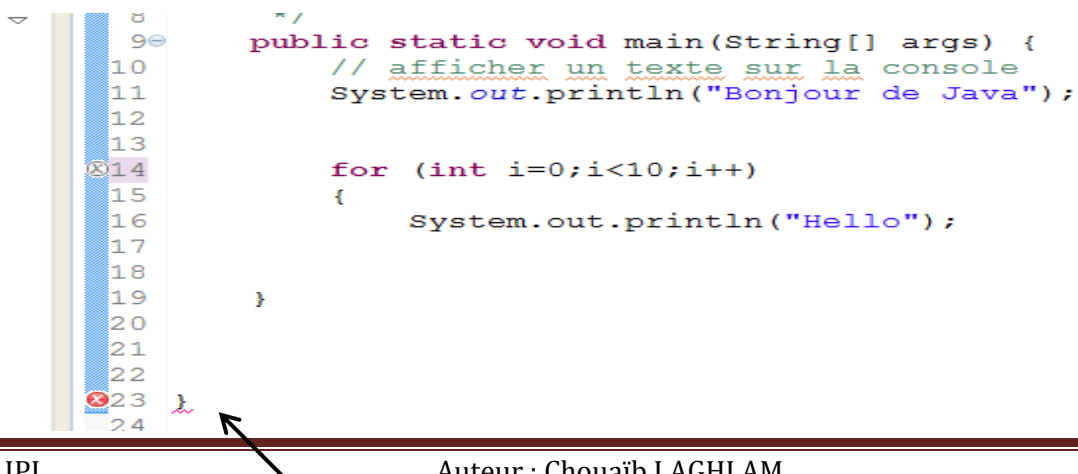 8 */
9 public static void main(String[] args) {
10 // afficher un texte sur la console
11 System.out.println("Bonjour de Java");
12
13
14 for (int i=0;i<10;i++)
15 {
16 System.out.println("Hello");
17
18
19 }
20
21
22
23 }
24
IPI Auteur : Chouaïb LAGHLAM